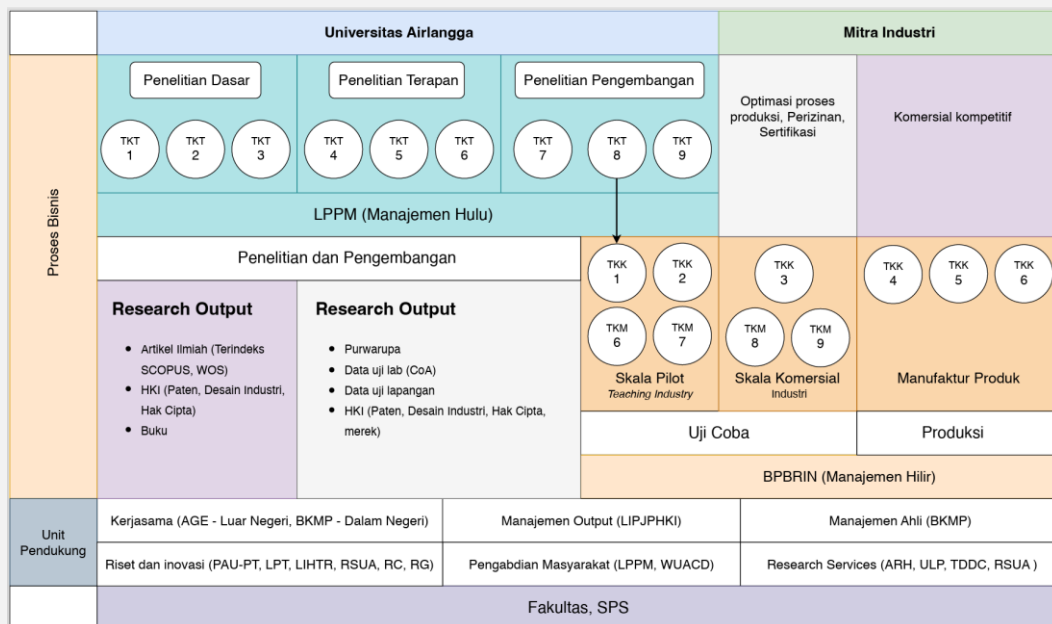 Universitas Airlangga
Mitra Industri
Proses Bisnis
Penelitian Dasar
Penelitian Terapan
Penelitian Pengembangan
TKT
1
TKT
2
TKT
3
TKT
4
TKT
5
TKT
6
TKT
7
TKT
8
TKT
9
Optimasi proses
produksi, Perizinan,
Sertifikasi
Komersial kompetitif
LPPM (Manajemen Hulu)
Penelitian dan Pengembangan
TKK
1
TKK
2
TKM
6
TKM
7
Skala Pilot
Teaching Industry
TKK
3
TKM
8
TKM
9
Skala Komersial
Industri
TKK
4
TKK
5
TKK
6
Manufaktur Produk
Research Output
• Artikel Ilmiah (Terindeks
SCOPUS, WOS)
• HKI (Paten, Desain Industri,
Hak Cipta)
• Buku
Research Output
• Purwarupa
• Data uji lab (CoA)
• Data uji lapangan
• HKI (Paten, Desain Industri, Hak Cipta,
merek)
Uji Coba
Produksi
BPBRIN (Manajemen Hilir)
Unit
Pendukung
Kerjasama (AGE - Luar Negeri, BKMP - Dalam Negeri)
Manajemen Output (LIPJPHKI)
Manajemen Ahli (BKMP)
Riset dan inovasi (PAU-PT, LPT, LIHTR, RSUA, RC, RG)
Pengabdian Masyarakat (LPPM, WUACD)
Research Services (ARH, ULP, TDDC, RSUA )
Fakultas, SPS